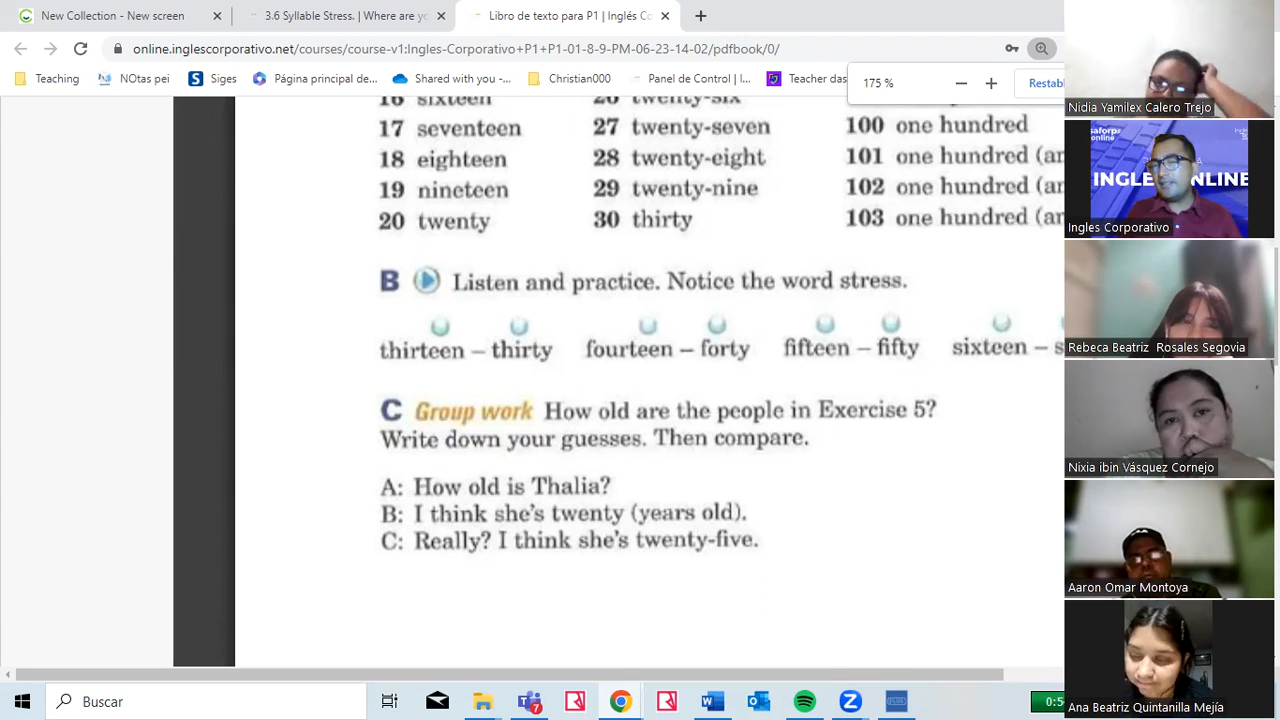 New Collection - New screen
3.6 Syllable Stress. | Where are yo
Libro de texto para P1 | Inglés Co
online.inglescorporativo.net/courses/course-v1:Ingles-Corporativo+P1+P1-01-8-9-PM-06-23-14-02/pdfbook/0/
Teaching
NOtas pei
Siges
Página principal de...
Shared with you -...
Christian000
Panel de Control | I...
Teacher das
175 %
Restabl
16 sixteen
26 twenty-six
17 seventeen
27 twenty-seven
100 one hundred
18 eighteen
28 twenty-eight
101 one hundred (an
19 nineteen
29 twenty-nine
102 one hundred (an
20 twenty
30 thirty
103 one hundred (an
B Listen and practice. Notice the word stress.
thirteen – thirty fourteen – forty fifteen – fifty sixteen – s
C Group work How old are the people in Exercise 5?
Write down your guesses. Then compare.
A: How old is Thalia?
B: I think she's twenty (years old).
C: Really? I think she's twenty-five.
Nidia Yamilex Calero Trejo
Ingles Corporativo
Rebeca Beatriz Rosales Segovia
Nixia ibin Vásquez Cornejo
Aaron Omar Montoya
Ana Beatriz Quintanilla Mejía
Buscar